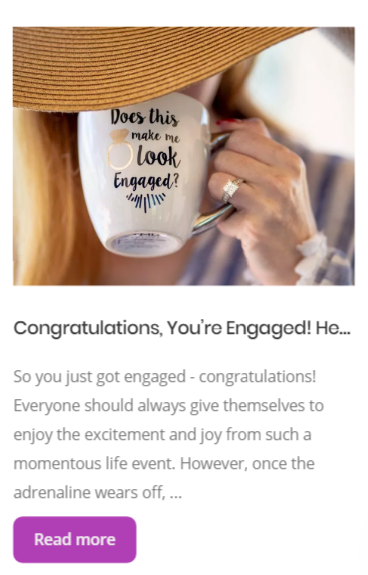 Does this
make me
look
Engaged?
Congratulations, You're Engaged! He...
So you just got engaged - congratulations!
Everyone should always give themselves to
enjoy the excitement and joy from such a
momentous life event. However, once the
adrenaline wears off, ...
Read more